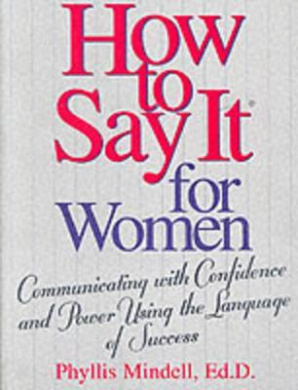 How
to
Say It®
for
Women
Communicating with Confidence
and Power Using the Language
of Success
Phyllis Mindell, Ed.D.